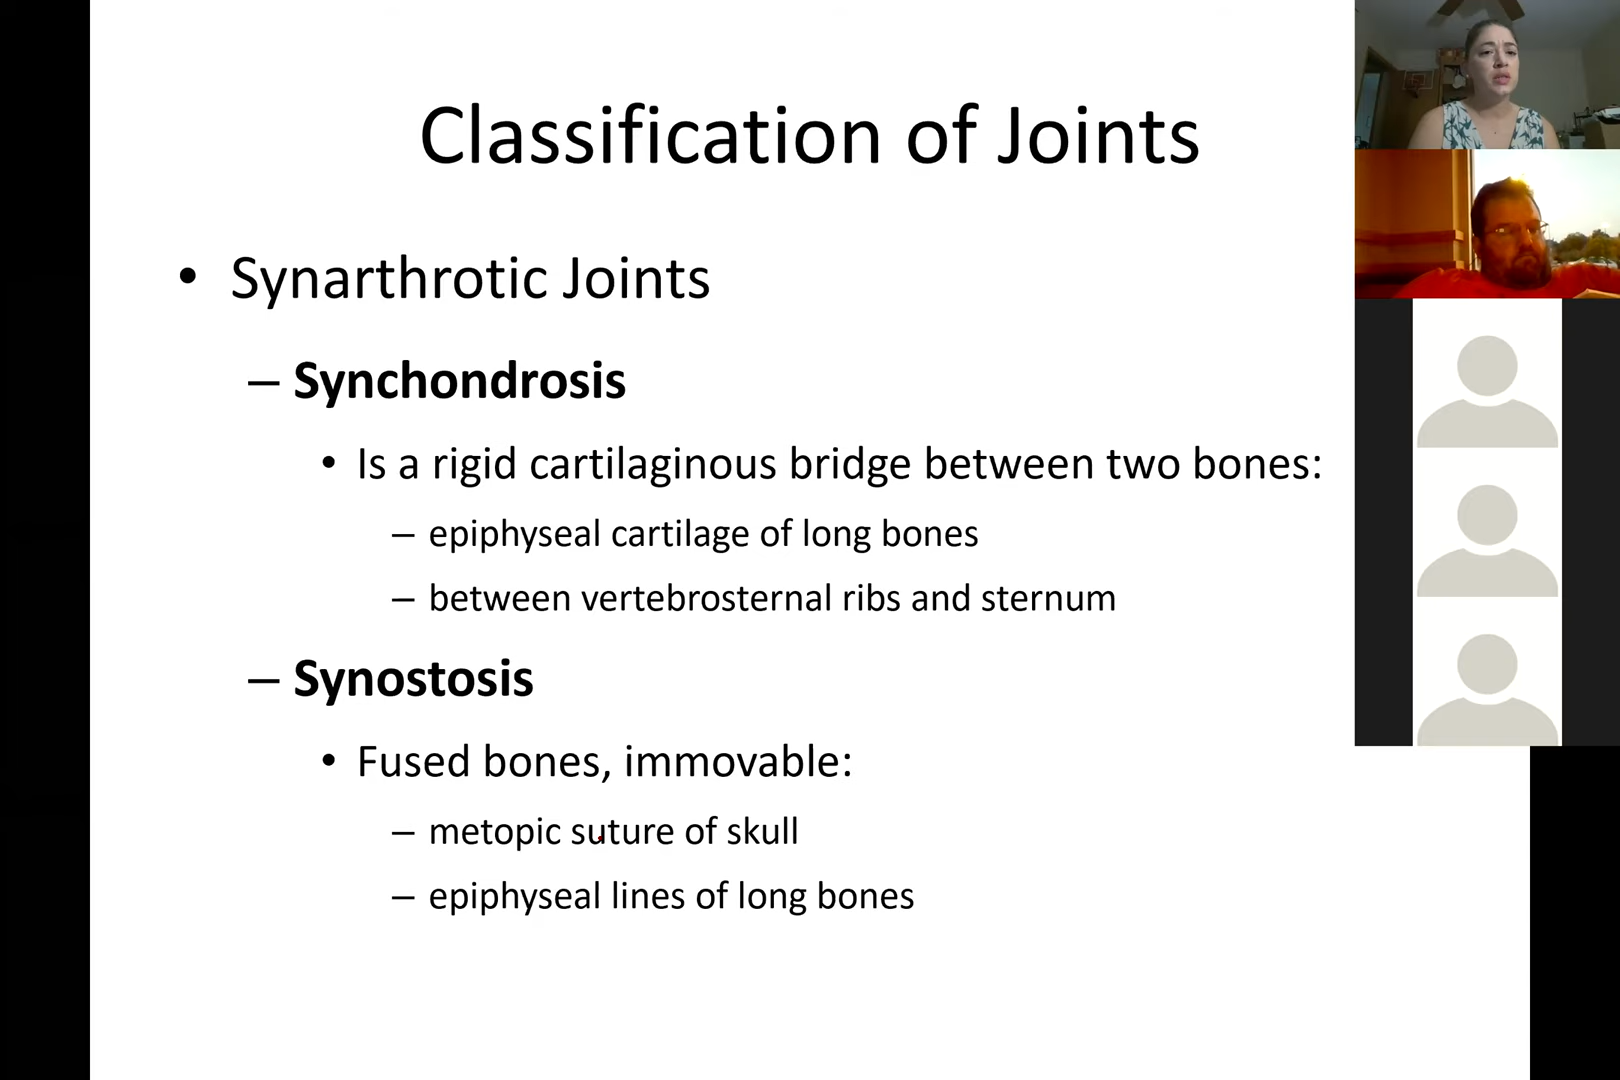 Classification of Joints
• Synarthrotic Joints
– Synchondrosis
• Is a rigid cartilaginous bridge between two bones:
– epiphyseal cartilage of long bones
– between vertebrosternal ribs and sternum
– Synostosis
• Fused bones, immovable:
– metopic suture of skull
– epiphyseal lines of long bones